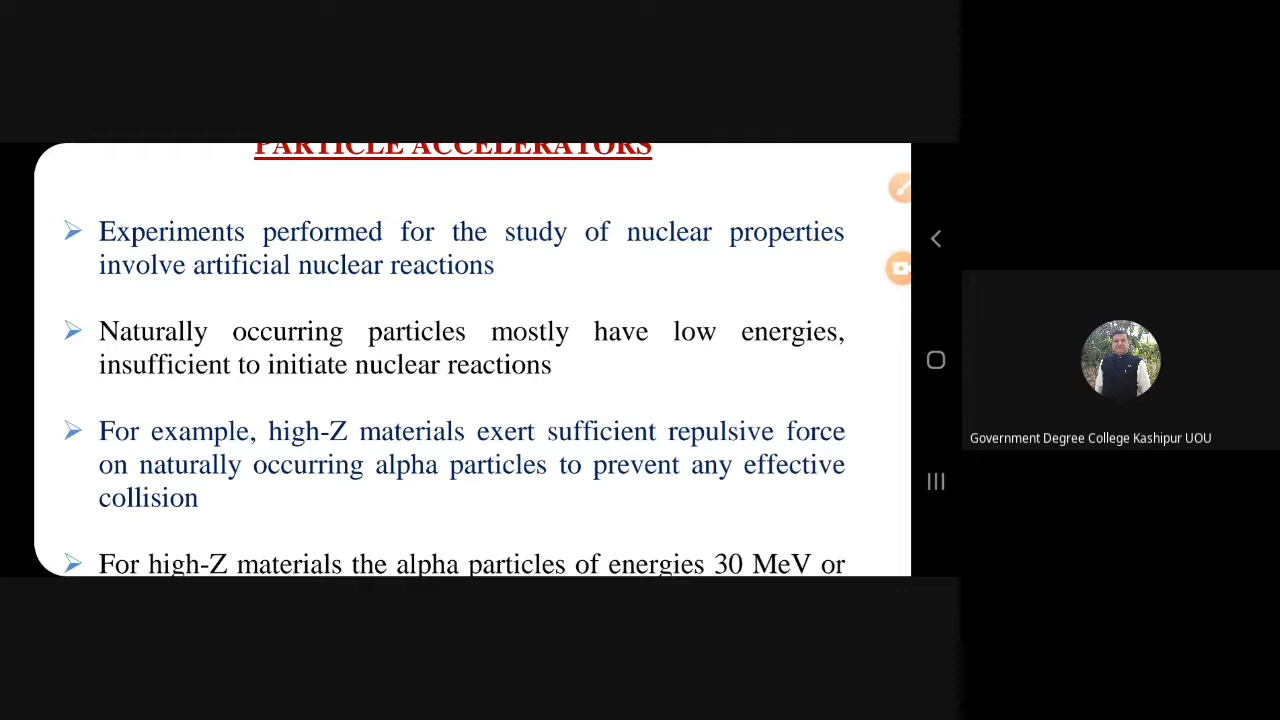 PARTICLE ACCELERATORS
Experiments performed for the study of nuclear properties
involve artificial nuclear reactions
Naturally occurring particles mostly have low energies,
insufficient to initiate nuclear reactions
For example, high-Z materials exert sufficient repulsive force
on naturally occurring alpha particles to prevent any effective
collision
For high-Z materials the alpha particles of energies 30 MeV or
Government Degree College Kashipur UOU